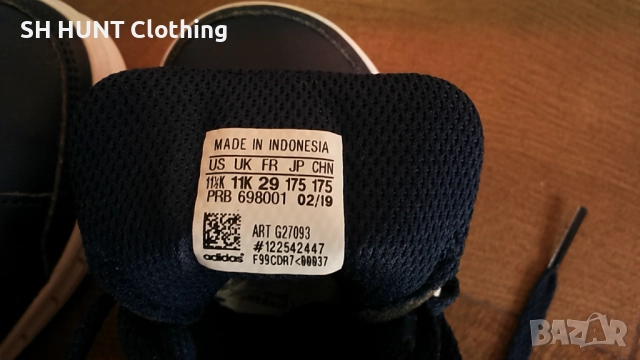 SH HUNT Clothing
MADE IN INDONESIA
US UK FR JP CHN
11½K 11K 29 175 175
PRB 698001 02/19
ART G27093
#122542447
adidas F99CDR7<00037
BAZAR